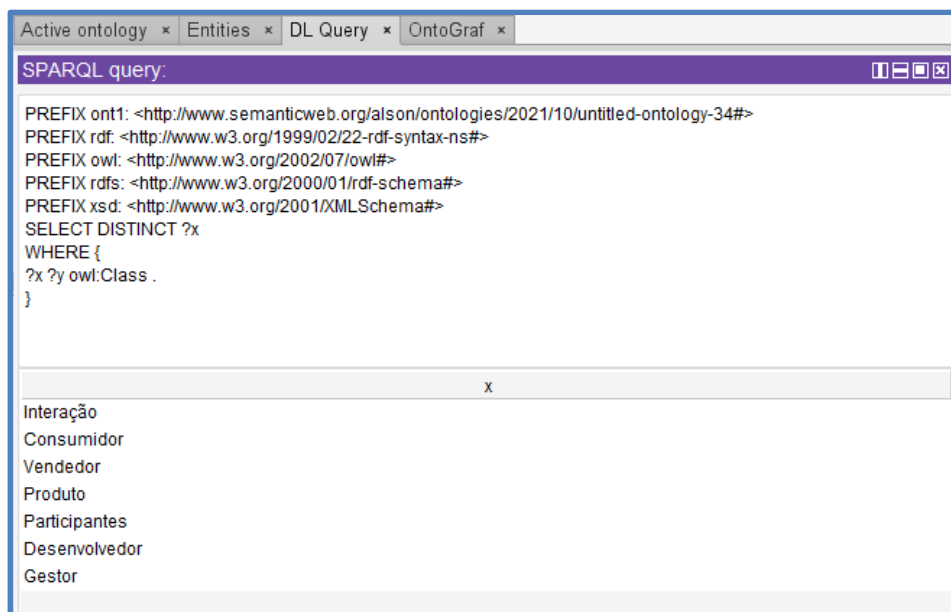 Active ontology × Entities × DL Query × OntoGraf ×
SPARQL query:
PREFIX ont1: <http://www.semanticweb.org/alson/ontologies/2021/10/untitled-ontology-34#>
PREFIX rdf: <http://www.w3.org/1999/02/22-rdf-syntax-ns#>
PREFIX owl: <http://www.w3.org/2002/07/owl#>
PREFIX rdfs: <http://www.w3.org/2000/01/rdf-schema#>
PREFIX xsd: <http://www.w3.org/2001/XMLSchema#>
SELECT DISTINCT ?x
WHERE {
?x ?y owl:Class .
}
x
Interação
Consumidor
Vendedor
Produto
Participantes
Desenvolvedor
Gestor